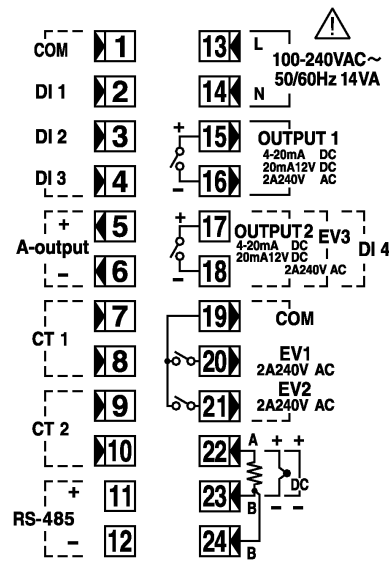 COM 1
DI 1 2
DI 2 3
DI 3 4
+ 5
A-output
− 6
7
CT 1
8
9
CT 2
10
+ 11
RS-485
− 12
13 L
100-240VAC~
50/60Hz 14VA
14 N
+ 15
OUTPUT 1
4-20mA DC
20mA12V DC
− 16
2A240V AC
+ 17
OUTPUT2 EV3
4-20mA DC
DI 4
20mA12V DC
− 18
2A240V AC
19 COM
20 EV1
2A240V AC
EV2
21 2A240V AC
22 A + +
DC
23 B − −
24 B